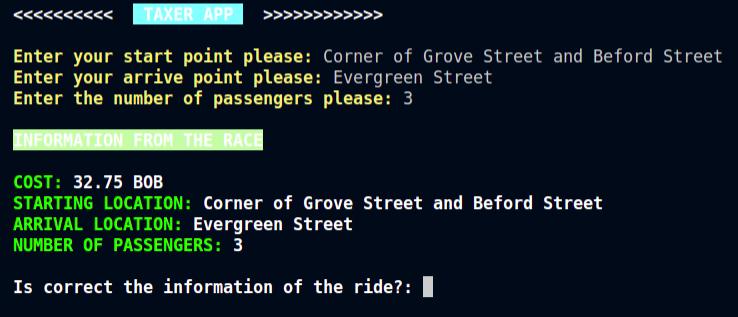 <<<<<<<<<< TAXER APP >>>>>>>>>>>>
Enter your start point please: Corner of Grove Street and Beford Street
Enter your arrive point please: Evergreen Street
Enter the number of passengers please: 3
INFORMATION FROM THE RACE
COST: 32.75 BOB
STARTING LOCATION: Corner of Grove Street and Beford Street
ARRIVAL LOCATION: Evergreen Street
NUMBER OF PASSENGERS: 3
Is correct the information of the ride?: